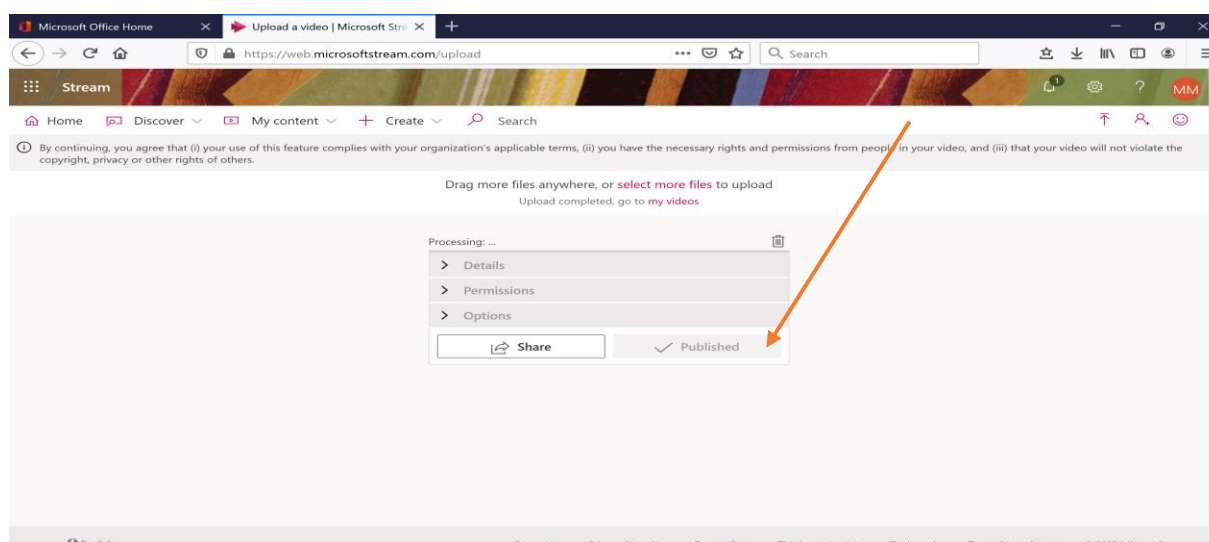 Microsoft Office Home
Upload a video | Microsoft Stre
https://web.microsoftstream.com/upload
Search
Stream
1
?
MM
Home Discover My content Create Search
By continuing, you agree that (i) your use of this feature complies with your organization's applicable terms, (ii) you have the necessary rights and permissions from people in your video, and (iii) that your video will not violate the
copyright, privacy or other rights of others.
Drag more files anywhere, or select more files to upload
Upload completed, go to my videos
Processing: ...
Details
Permissions
Options
Share Published